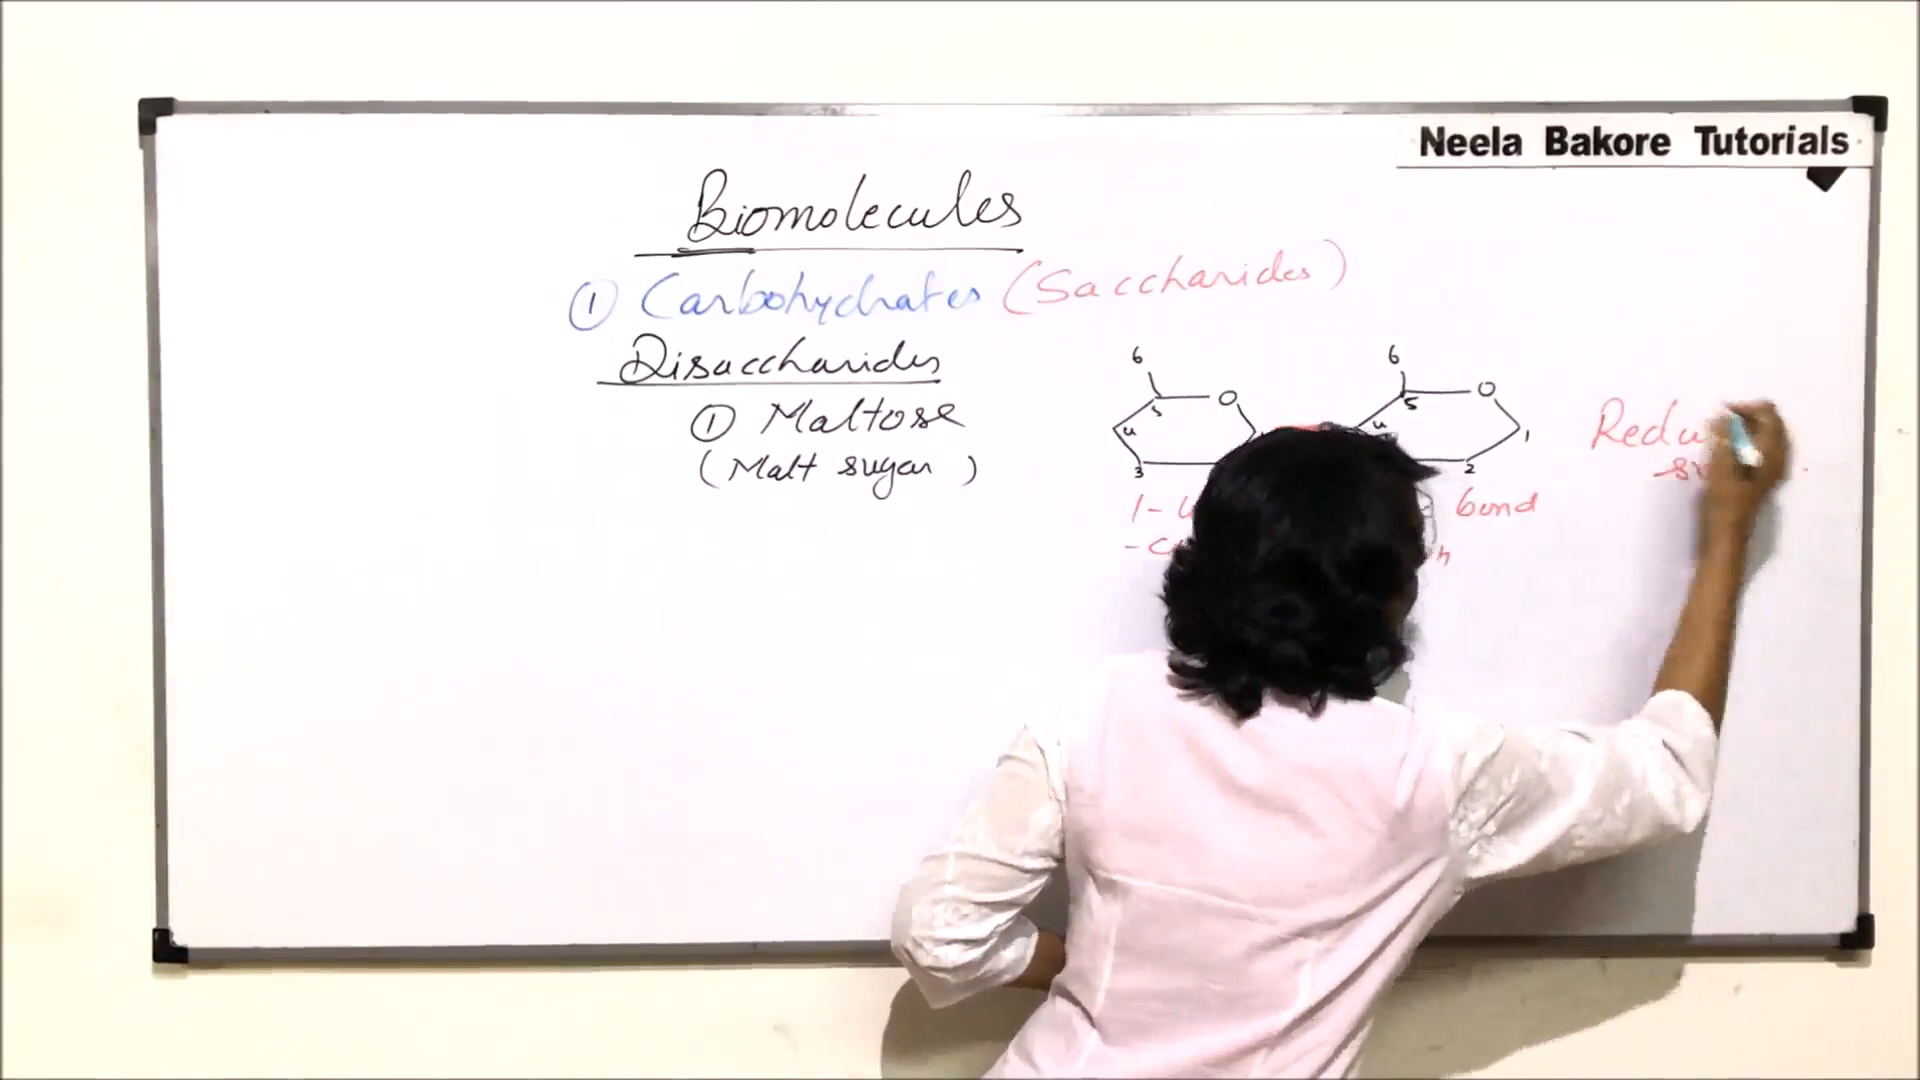 Neela Bakore Tutorials
Biomolecules
① Carbohydrates (Saccharides)
Disaccharides
① Maltose
(Malt sugar)
6 6
5 O 5 O
4 4 1
3 2
1-
bond